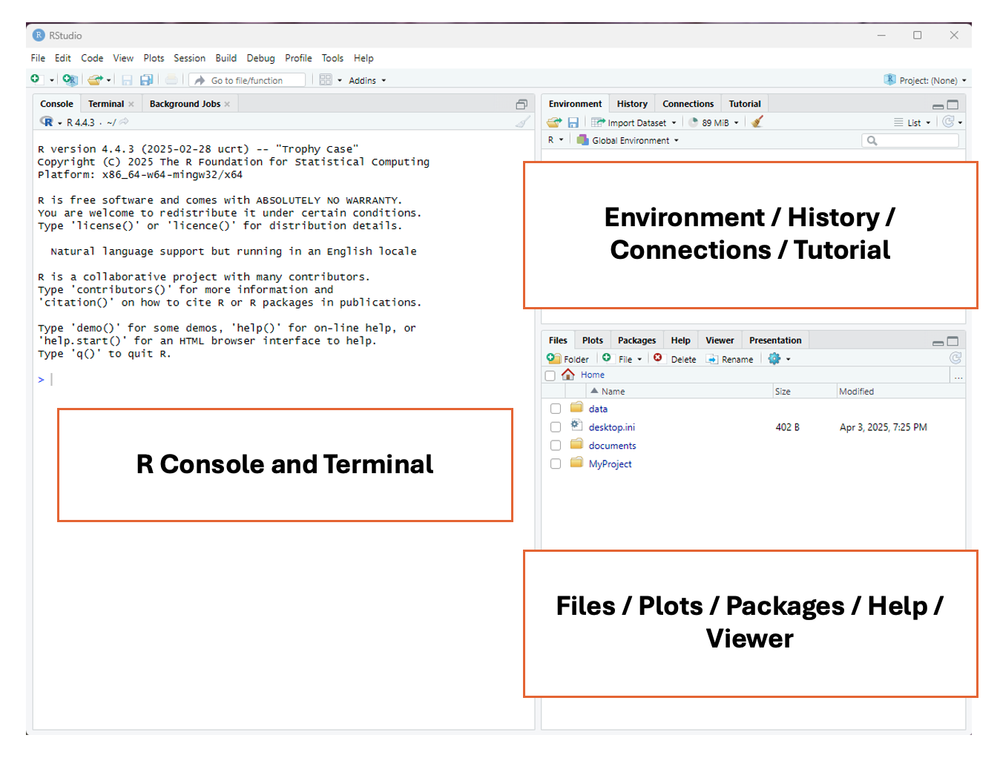 RStudio
File Edit Code View Plots Session Build Debug Profile Tools Help
Go to file/function Addins Project: (None)
Console Terminal Background Jobs
R 4.4.3 · ~/
R version 4.4.3 (2025-02-28 ucrt) -- "Trophy Case"
Copyright (C) 2025 The R Foundation for Statistical Computing
Platform: x86_64-w64-mingw32/x64
R is free software and comes with ABSOLUTELY NO WARRANTY.
You are welcome to redistribute it under certain conditions.
Type 'license()' or 'licence()' for distribution details.
Natural language support but running in an English locale
R is a collaborative project with many contributors.
Type 'contributors()' for more information and
'citation()' on how to cite R or R packages in publications.
Type 'demo()' for some demos, 'help()' for on-line help, or
'help.start()' for an HTML browser interface to help.
Type 'q()' to quit R.
>
R Console and Terminal
Environment History Connections Tutorial
Import Dataset 89 MiB List
R Global Environment
Environment / History /
Connections / Tutorial
Files Plots Packages Help Viewer Presentation
Folder File Delete Rename
Home ...
Name Size Modified
data
desktop.ini 402 B Apr 3, 2025, 7:25 PM
documents
MyProject
Files / Plots / Packages / Help /
Viewer